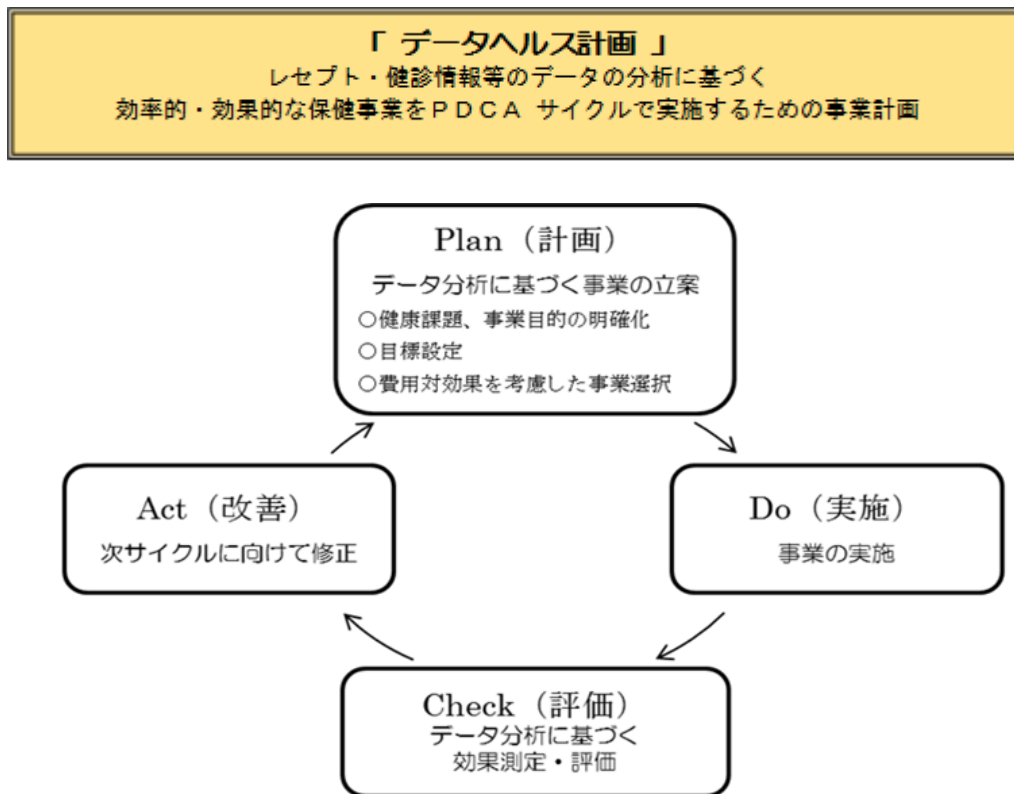 「 データヘルス計画 」
レセプト・健診情報等のデータの分析に基づく
効率的・効果的な保健事業をPDCA サイクルで実施するための事業計画
Plan（計画）
データ分析に基づく事業の立案
○健康課題、事業目的の明確化
○目標設定
○費用対効果を考慮した事業選択
Act（改善）
次サイクルに向けて修正
Do（実施）
事業の実施
Check（評価）
データ分析に基づく
効果測定・評価